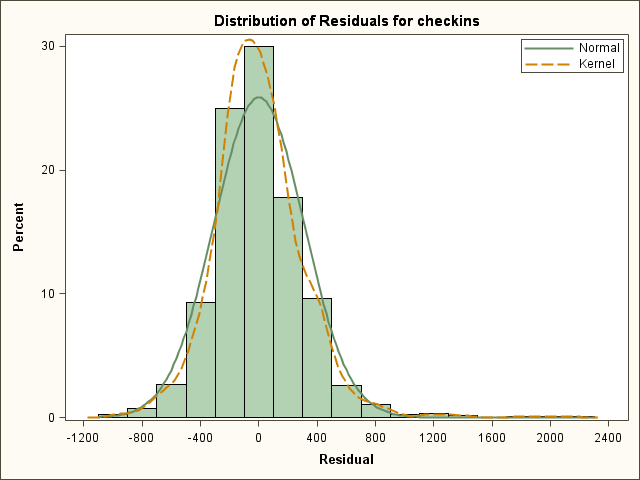 Distribution of Residuals for checkins
Normal
Kernel
30
20
10
0
Percent
-1200 -800 -400 0 400 800 1200 1600 2000 2400
Residual